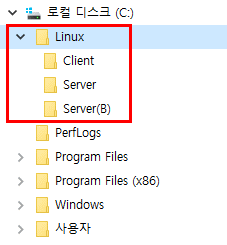 로컬 디스크 (C:)
Linux
Client
Server
Server(B)
PerfLogs
Program Files
Program Files (x86)
Windows
사용자